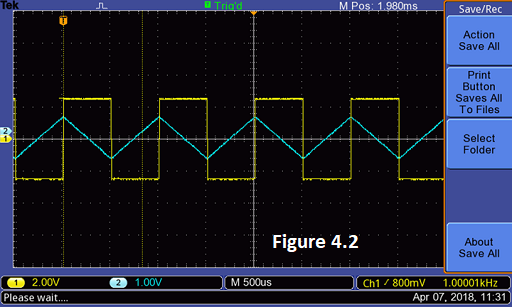 Tek
Trig'd
M Pos: 1.980ms
Save/Rec
T
Action
Save All
Print
Button
Saves All
To Files
Select
Folder
2
1
Figure 4.2
About
Save All
1 2.00V
2 1.00V
M 500us
Ch1 / 800mV
1.00001kHz
Please wait....
Apr 07, 2018, 11:31